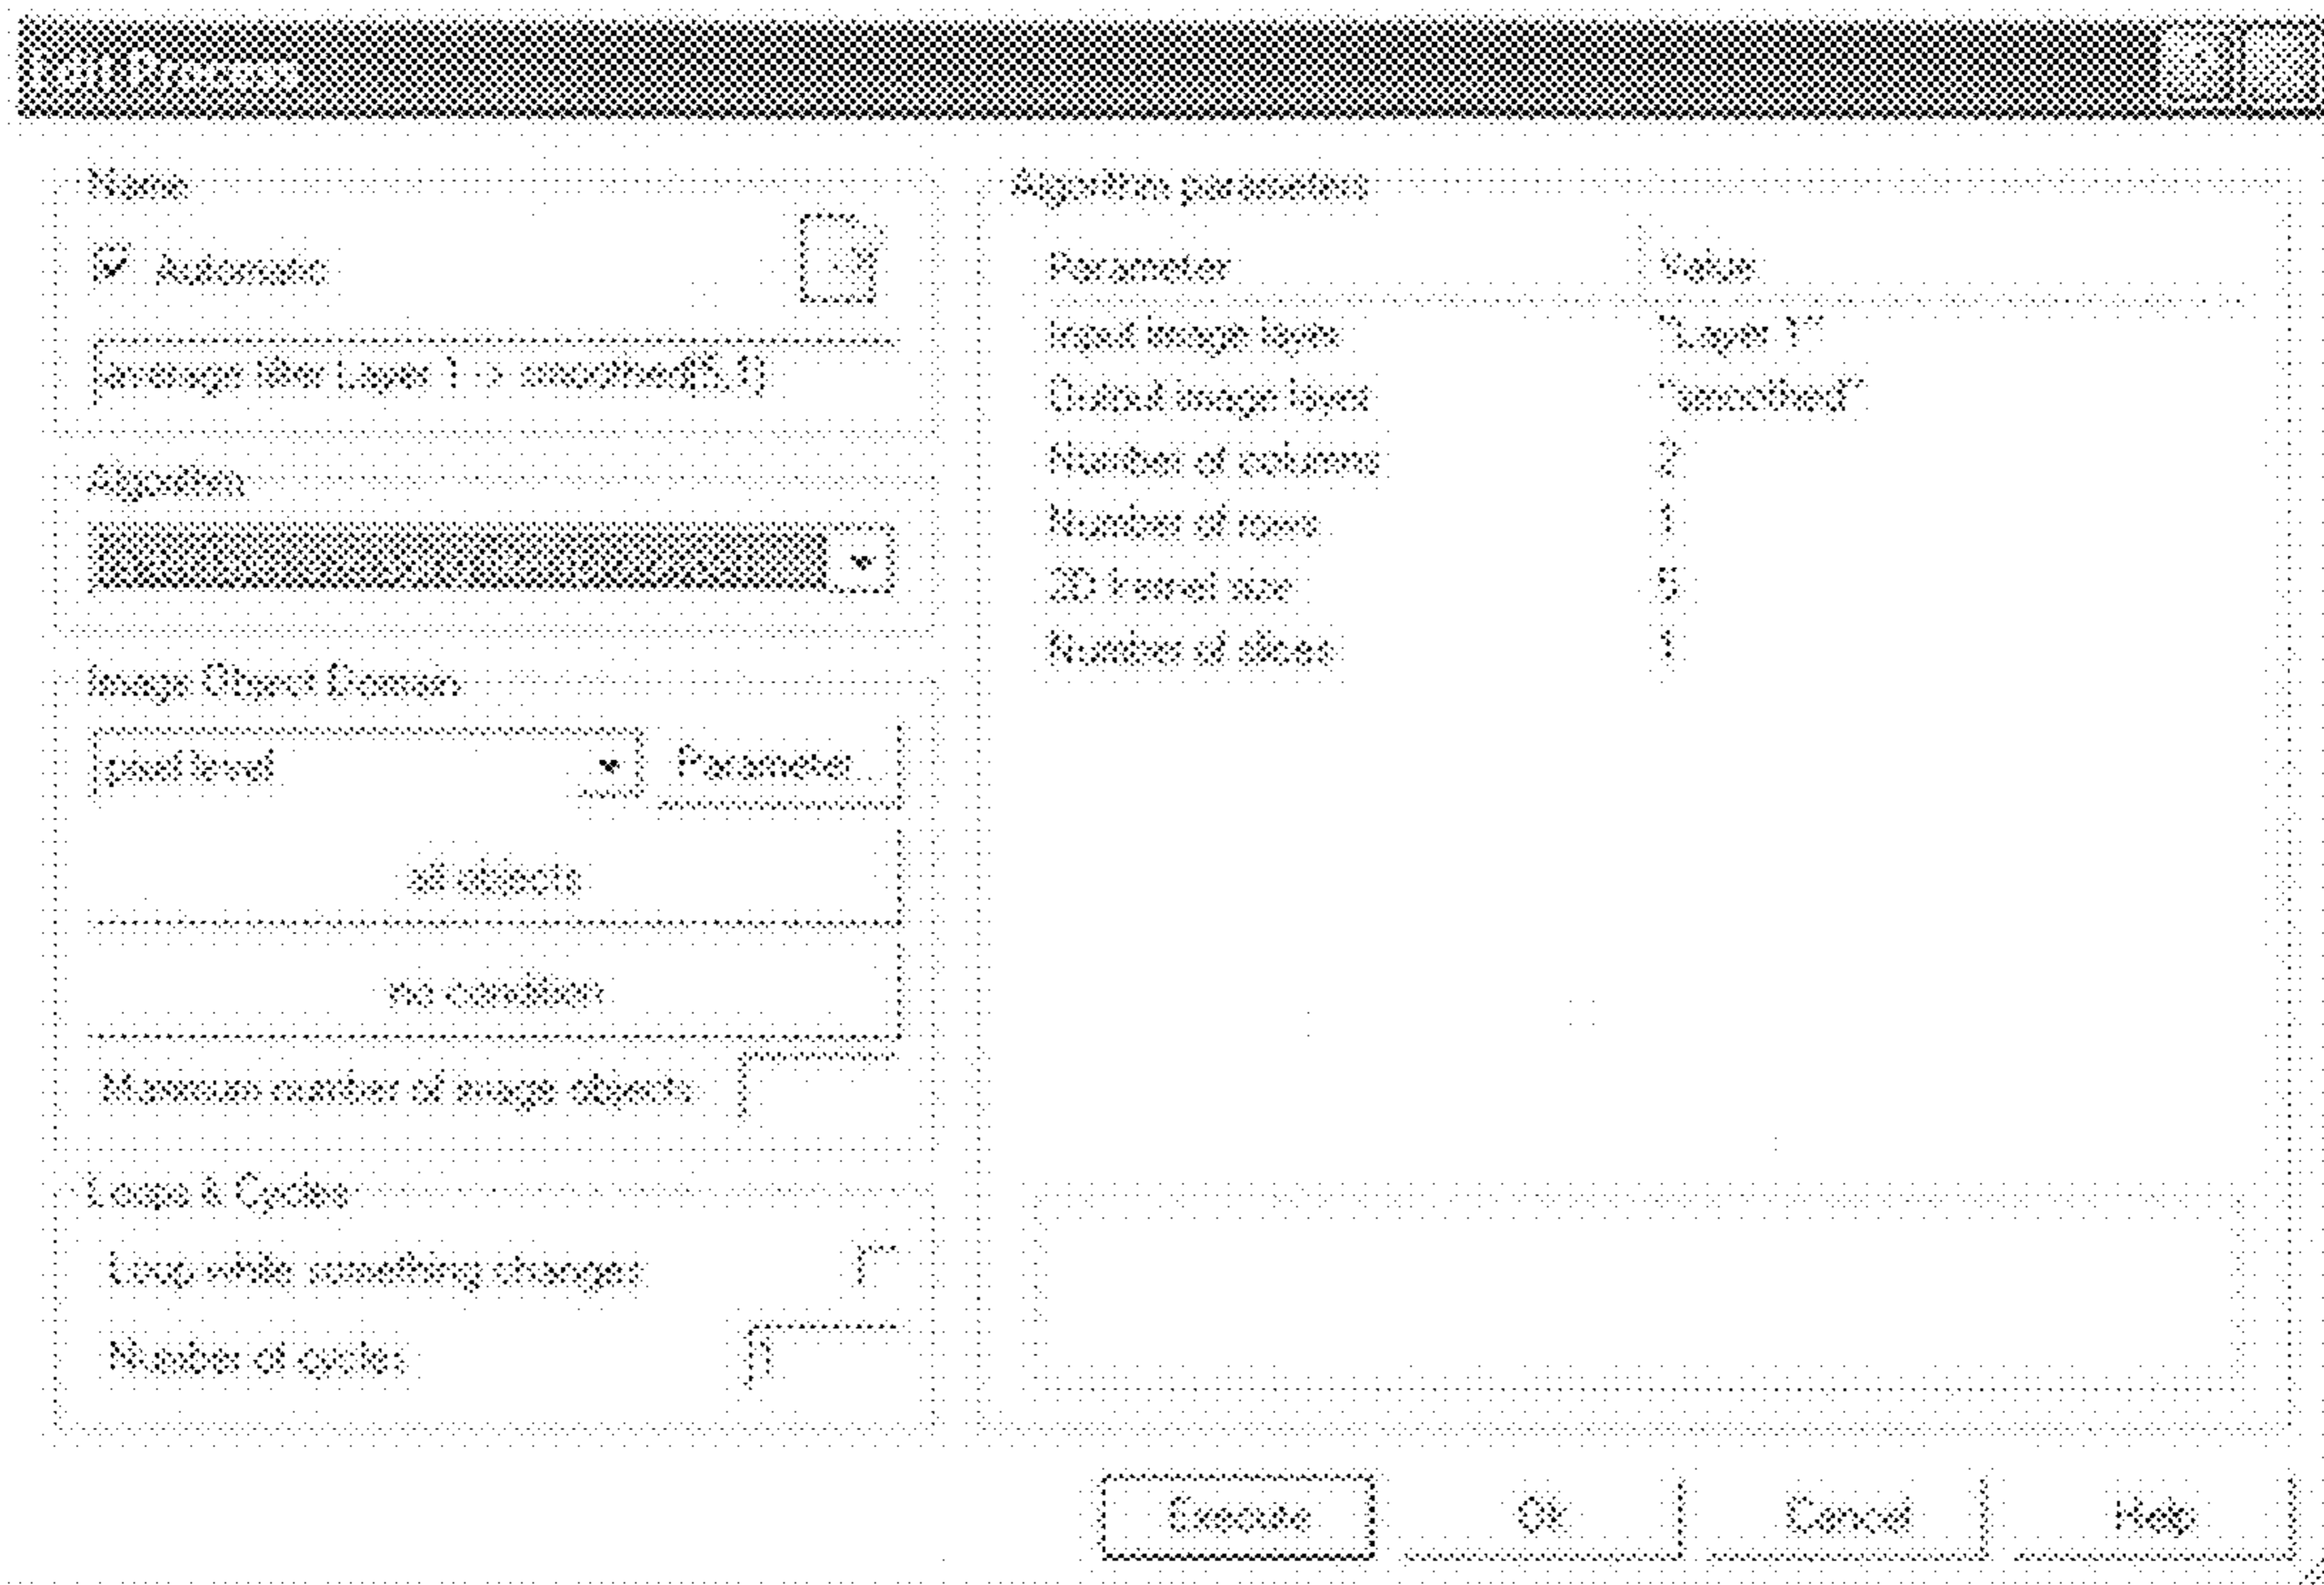 Edit Process
Name
Automatic
average filter Layer 1 -> smoothed[5,1]
Algorithm
Image Object Domain
pixel level
Parameter
all objects
no condition
Maximum number of image objects
Loops & Cycles
Loop while something changes
Number of cycles
1
Algorithm parameters
Parameter Value
Input image layer "Layer 1"
Output image layer "smoothed"
Number of columns 2
Number of rows 1
2D kernel size 5
Number of slices 1
Execute
Ok
Cancel
Help